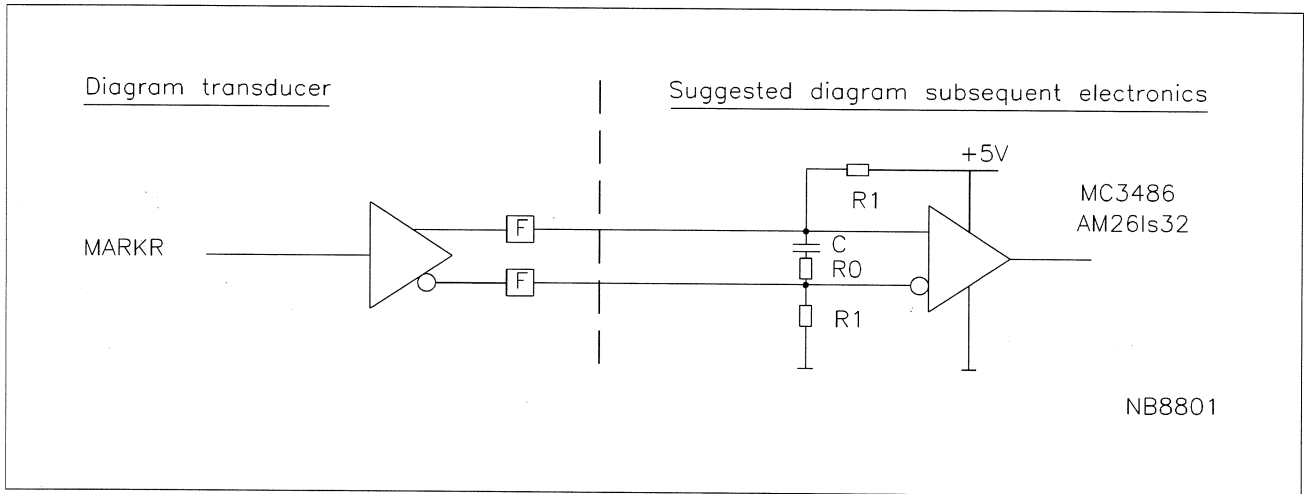 Diagram transducer
Suggested diagram subsequent electronics
+5V
R1
MC3486
AM26ls32
F
MARKR
C
R0
F
R1
NB8801